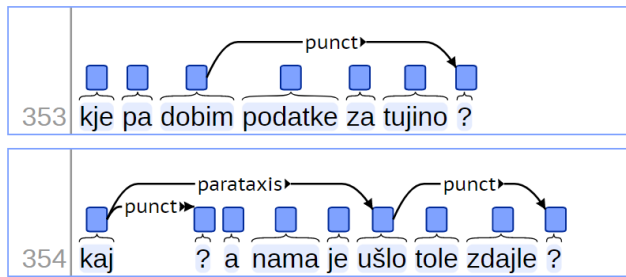 punct
353 kje pa dobim podatke za tujino ?
parataxis punct
punct
354 kaj ? a nama je ušlo tole zdajle ?